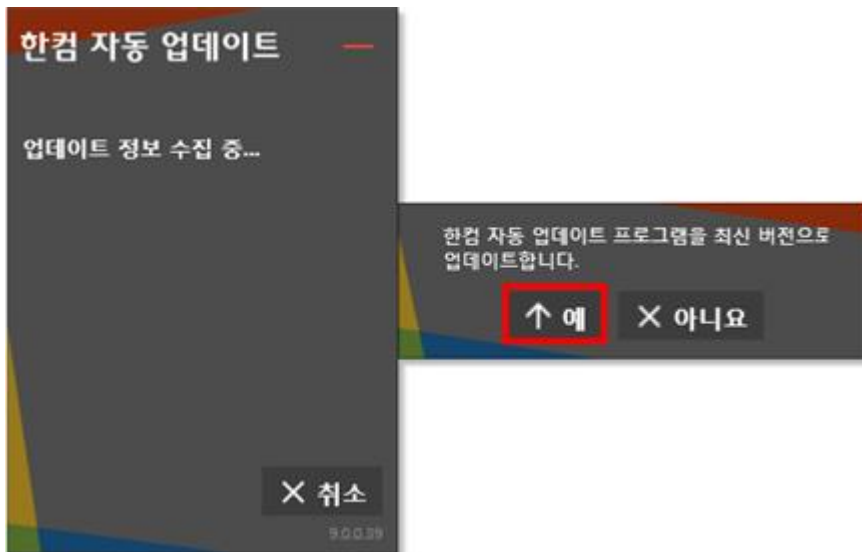 한컴 자동 업데이트
업데이트 정보 수집 중...
한컴 자동 업데이트 프로그램을 최신 버전으로
업데이트합니다.
예
아니요
취소
9.0.0.39